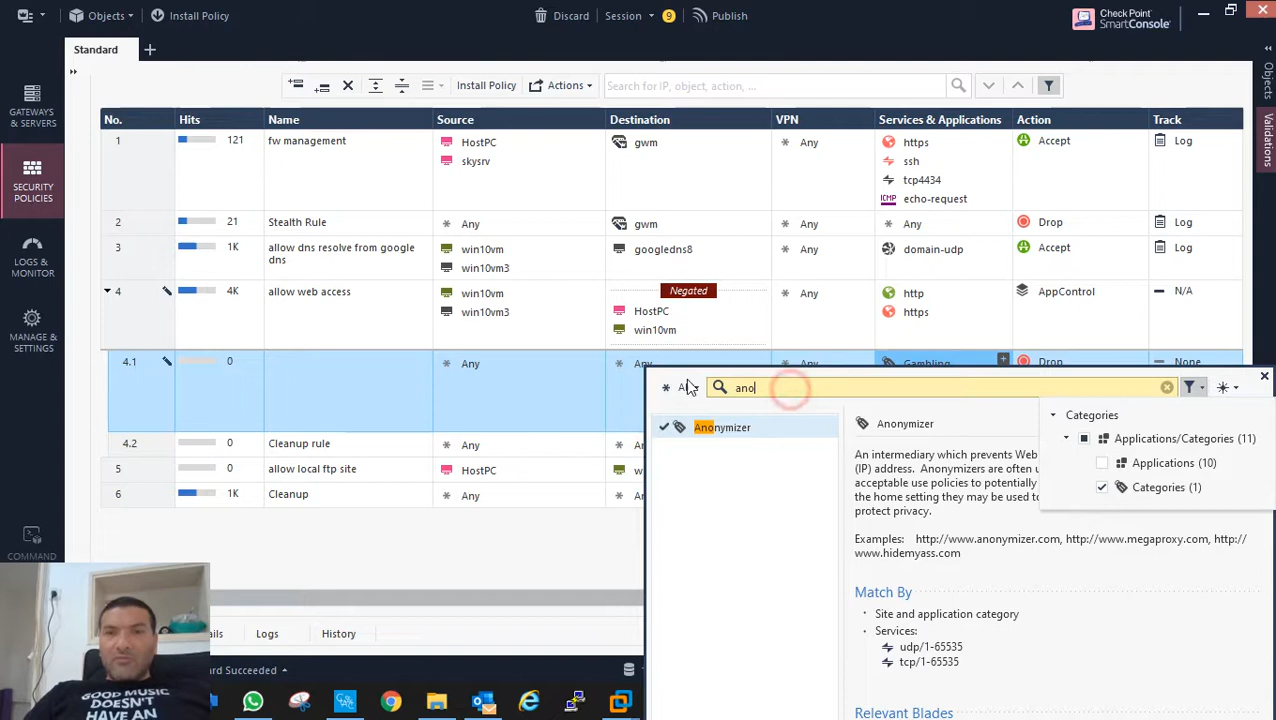 Objects
Install Policy
Discard
Session
9
Publish
Check Point
SmartConsole
Standard
Install Policy
Actions
Search for IP, object, action, ...
GATEWAYS
& SERVERS
SECURITY
POLICIES
LOGS &
MONITOR
MANAGE &
SETTINGS
COMMAND
Objects
Validations
No. Hits Name Source Destination VPN Services & Applications Action Track
1 121 fw management HostPC gwm Any https Accept Log
skysrv ssh
tcp4434
ICMP echo-request
2 21 Stealth Rule Any gwm Any Any Drop Log
3 1K allow dns resolve from google win10vm googledns8 Any domain-udp Accept Log
dns win10vm3
4 4K allow web access win10vm Negated Any http AppControl N/A
win10vm3 HostPC https
win10vm
4.1 0 Any Any Any Gambling Drop None
4.2 0 Cleanup rule Any
5 0 allow local ftp site HostPC
6 1K Cleanup Any
ano
Anonymizer
Anonymizer
An intermediary which prevents Web
(IP) address. Anonymizers are often u
acceptable use policies to potentially
the home setting they may be used to
protect privacy.
Examples: http://www.anonymizer.com, http://www.megaproxy.com, http://
www.hidemyass.com
Match By
Site and application category
Services:
udp/1-65535
tcp/1-65535
Relevant Blades
Categories
Applications/Categories (11)
Applications (10)
Categories (1)
Logs
History
Succeeded
GOOD MUSIC
DOESN'T
HAVE AN